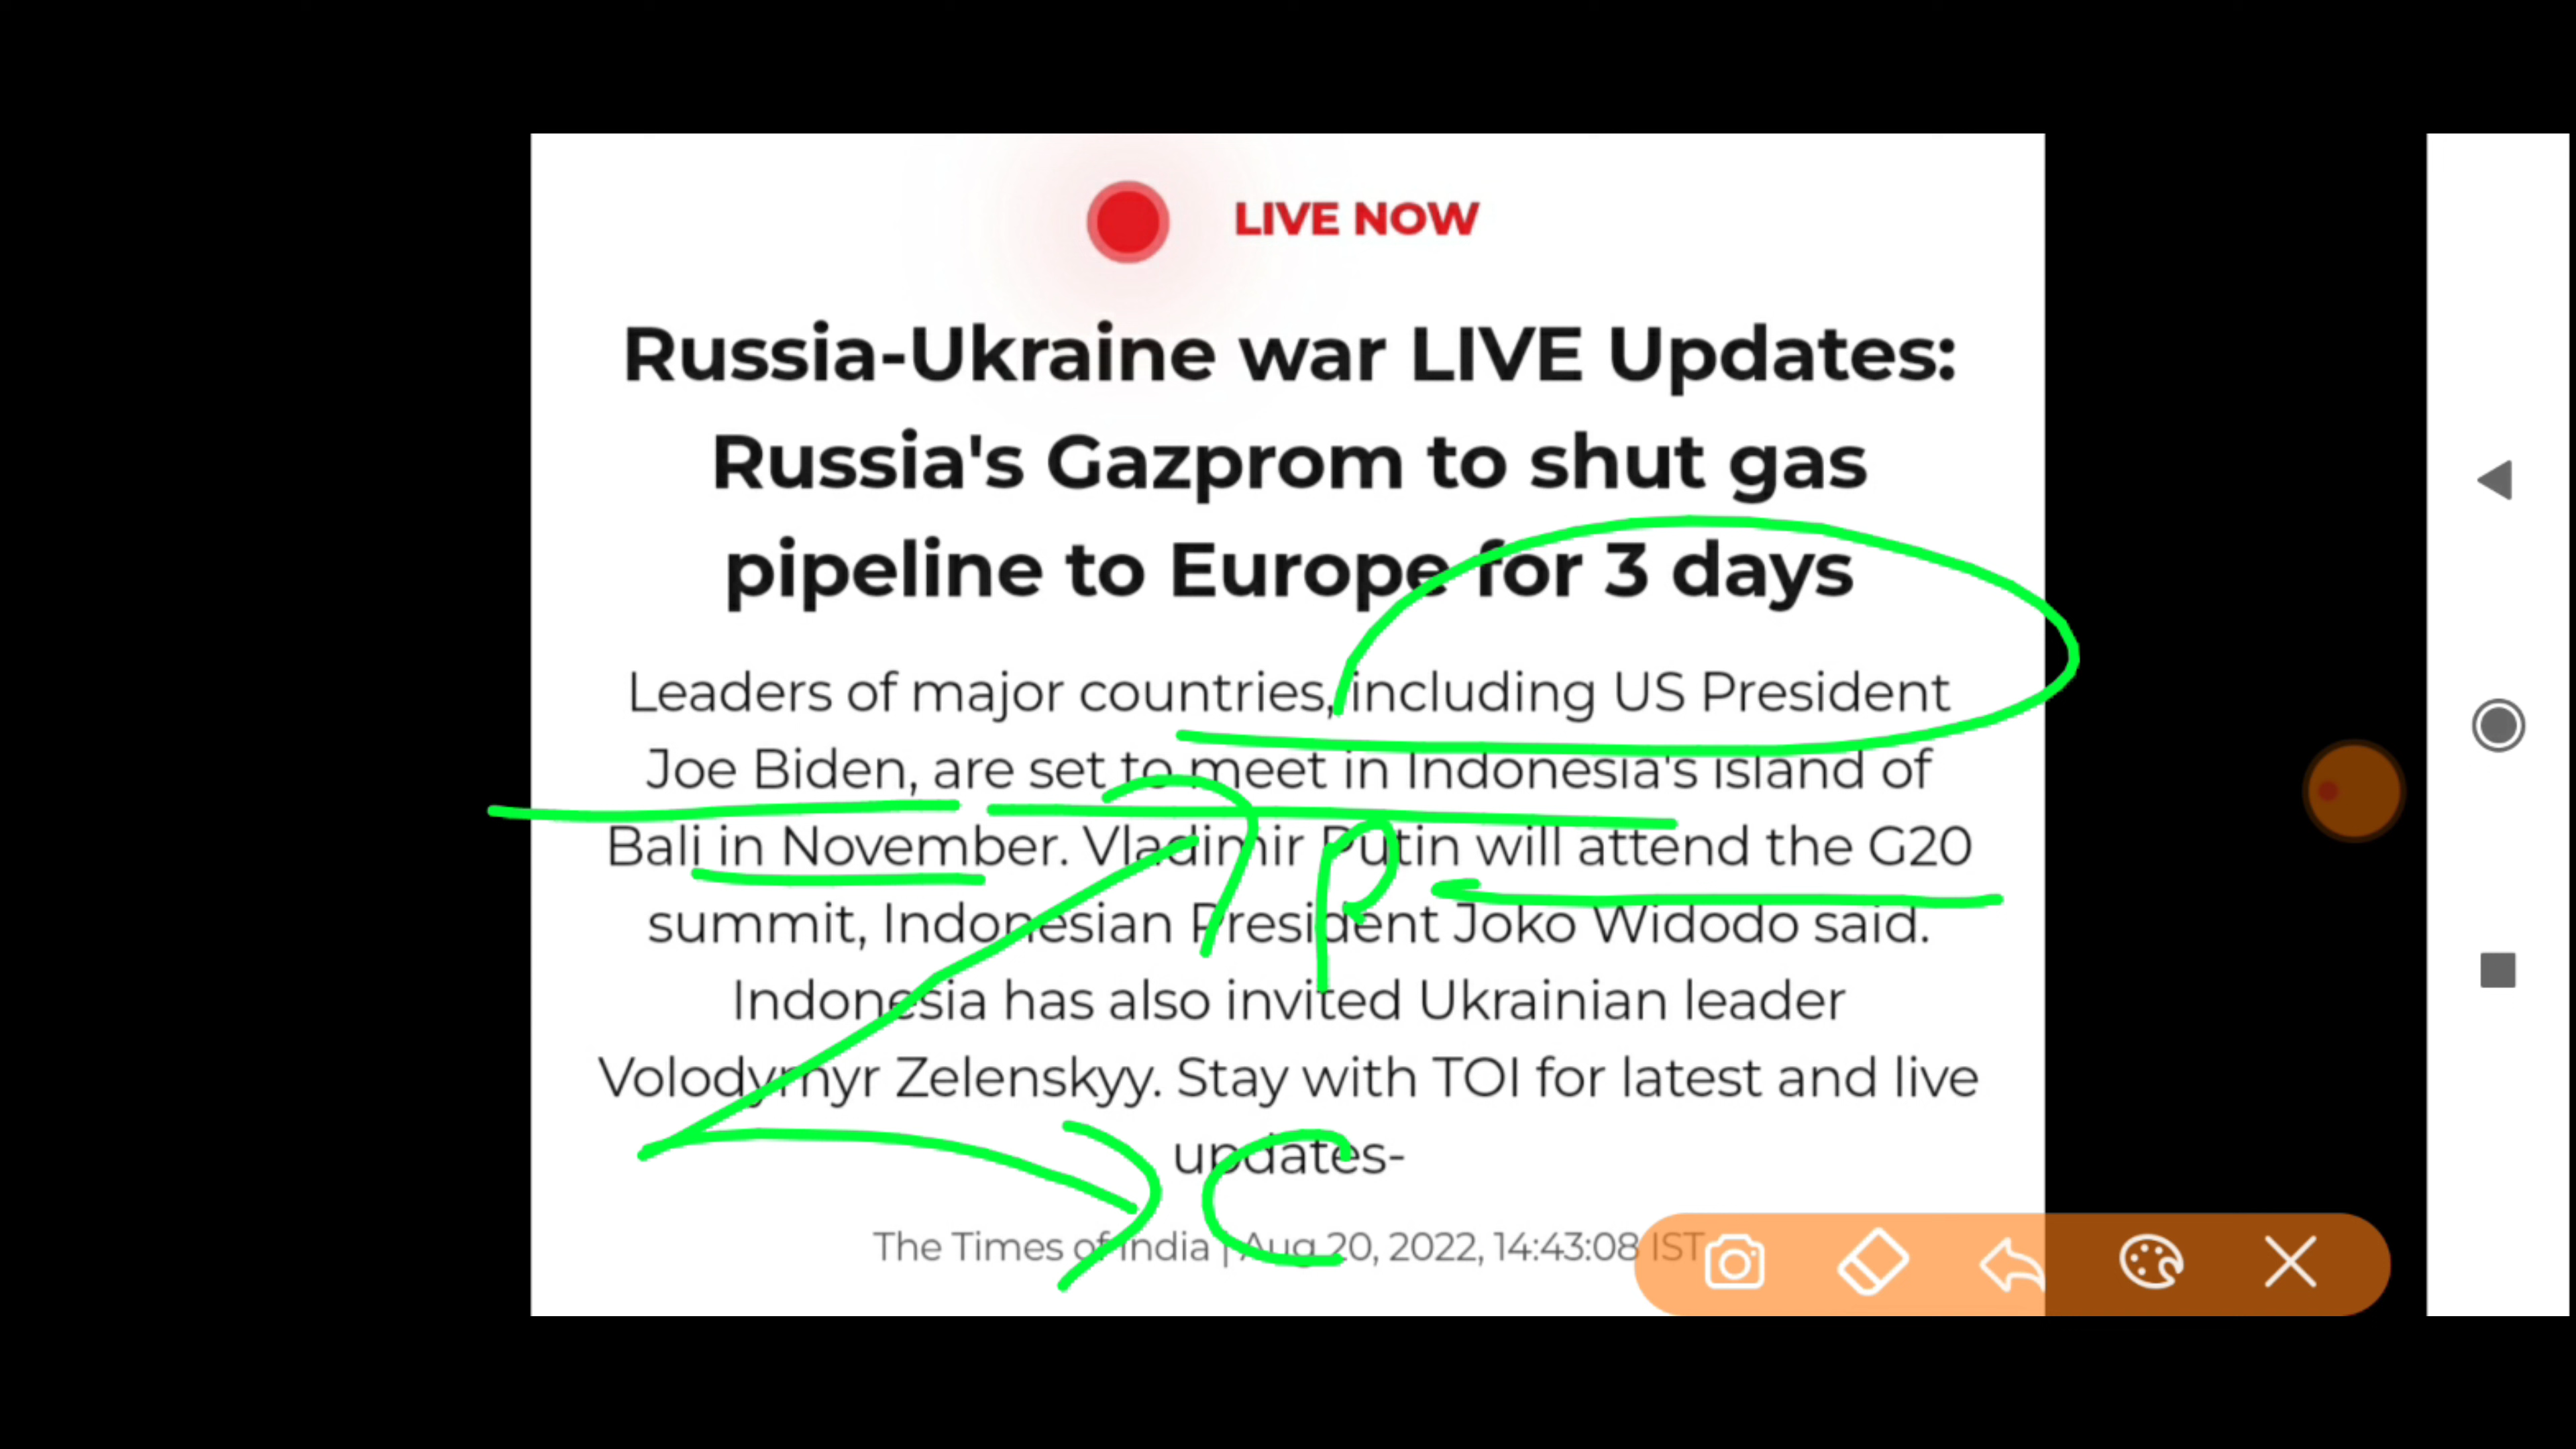 LIVE NOW
Russia-Ukraine war LIVE Updates:
Russia's Gazprom to shut gas
pipeline to Europe for 3 days
Leaders of major countries, including US President
Joe Biden, are set to meet in Indonesia's island of
Bali in November. Vladimir Putin will attend the G20
summit, Indonesian President Joko Widodo said.
Indonesia has also invited Ukrainian leader
Volodymyr Zelenskyy. Stay with TOI for latest and live
updates-
The Times of India | Aug 20, 2022, 14:43:08 IST
P
C